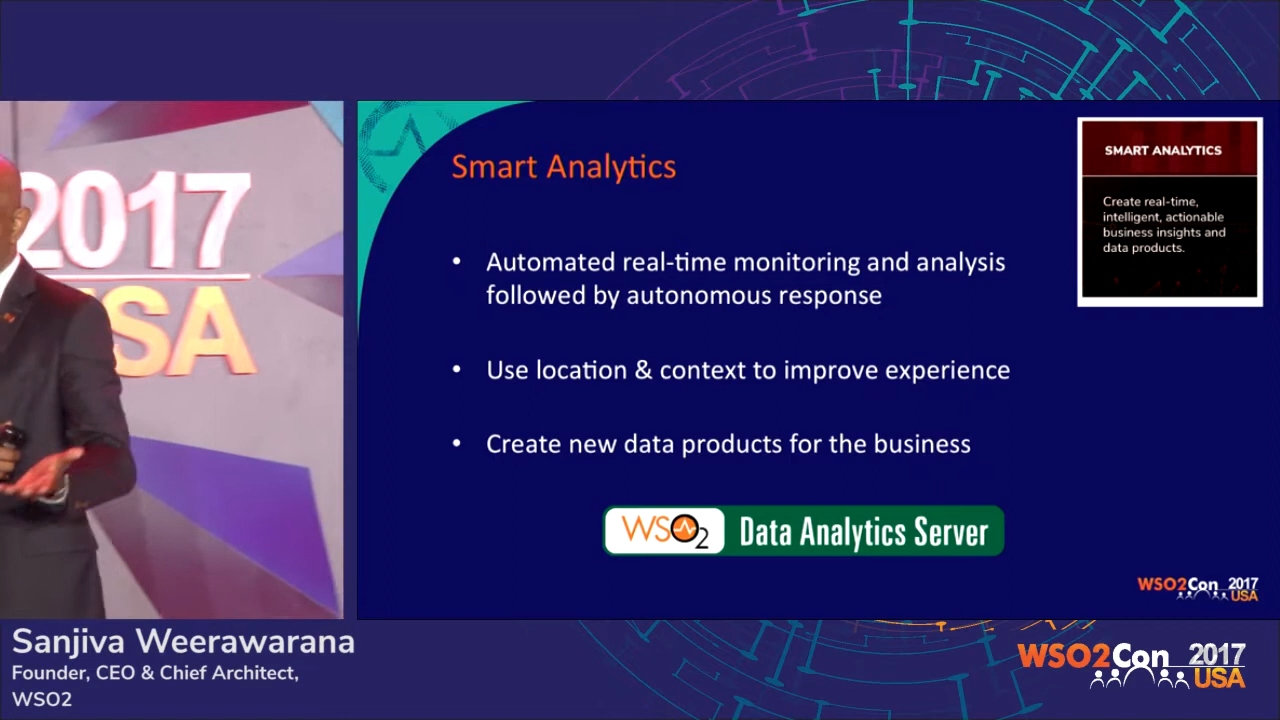 2017
USA
Smart Analytics
• Automated real-time monitoring and analysis
followed by autonomous response
• Use location & context to improve experience
• Create new data products for the business
WSO2 Data Analytics Server
SMART ANALYTICS
Create real-time,
intelligent, actionable
business insights and
data products.
WSO2Con 2017
USA
Sanjiva Weerawarana
Founder, CEO & Chief Architect,
WSO2
WSO2Con 2017
USA